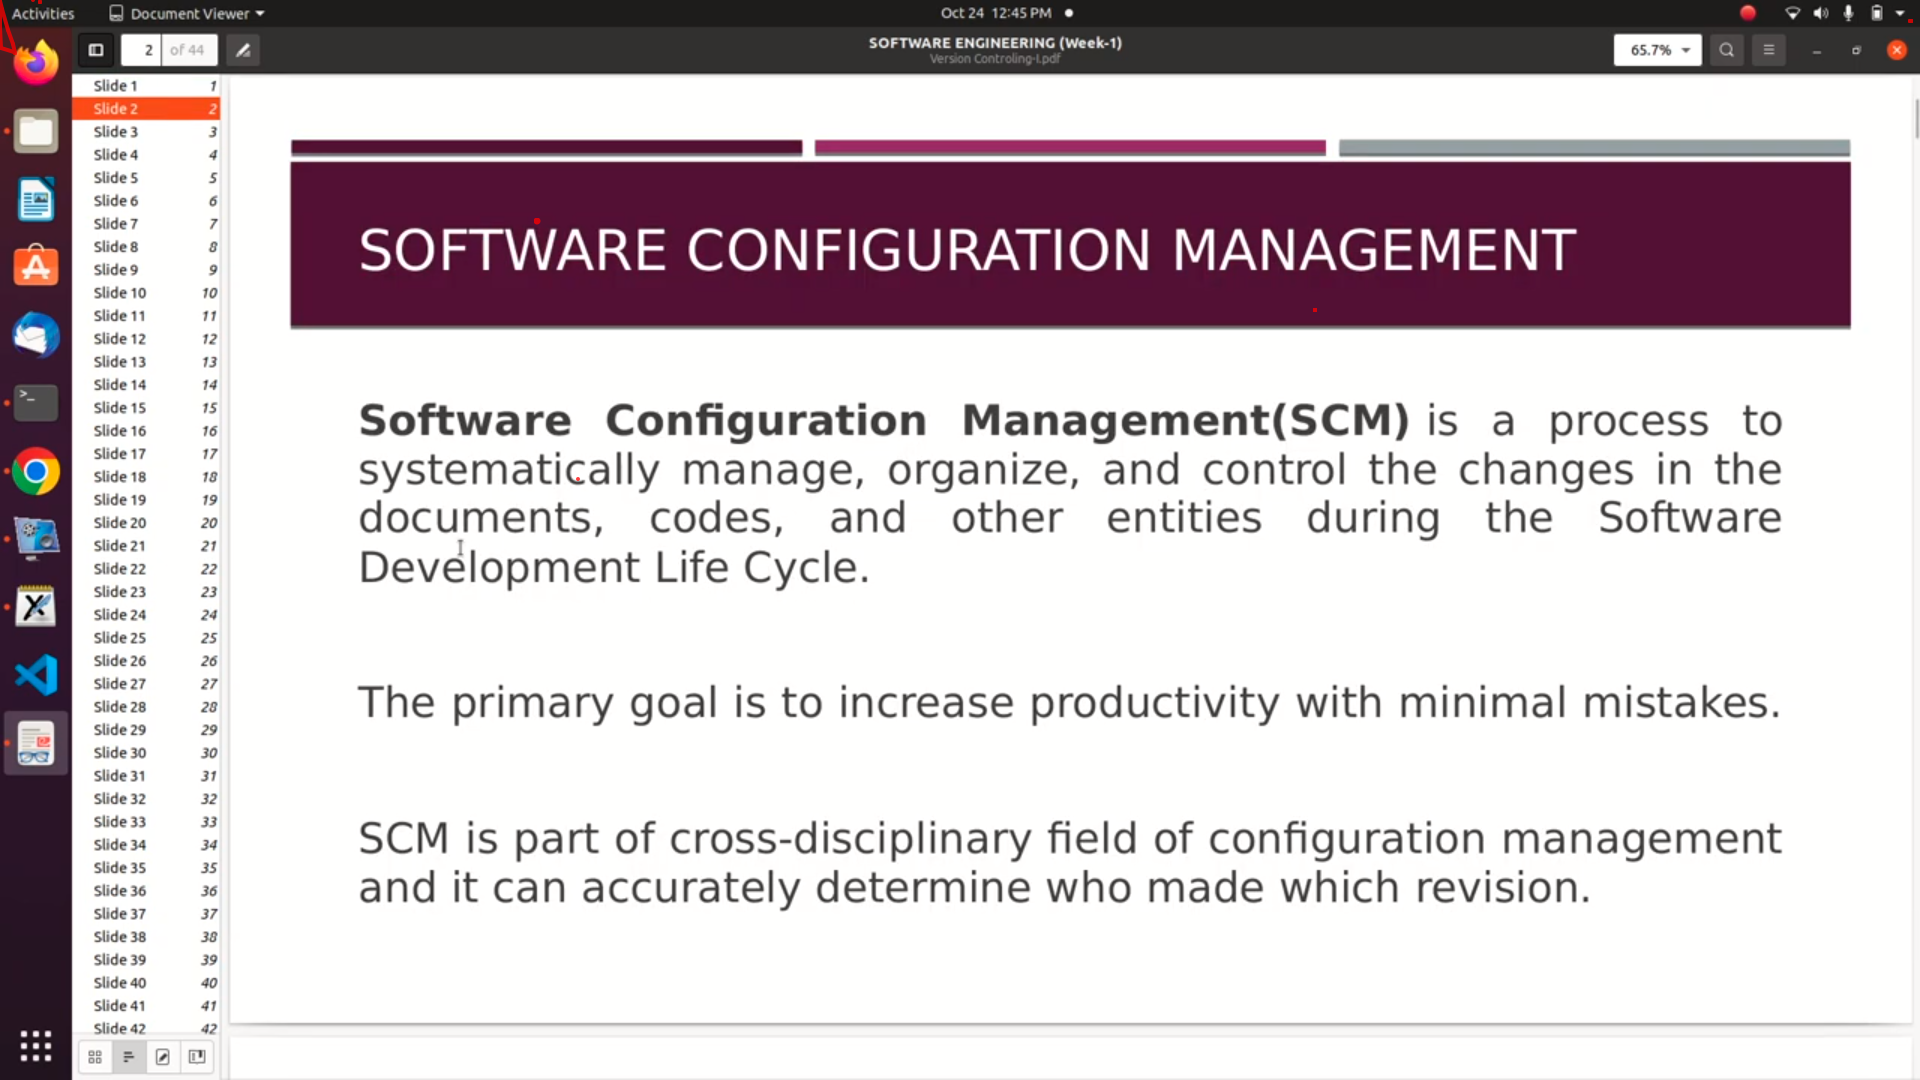 Activities Document Viewer Oct 24 12:45 PM
2 of 44 SOFTWARE ENGINEERING (Week-1) 65.7%
Version Controling-I.pdf
Slide 1 1
Slide 2 2
Slide 3 3
Slide 4 4
Slide 5 5
Slide 6 6
Slide 7 7
Slide 8 8
Slide 9 9
Slide 10 10
Slide 11 11
Slide 12 12
Slide 13 13
Slide 14 14
Slide 15 15
Slide 16 16
Slide 17 17
Slide 18 18
Slide 19 19
Slide 20 20
Slide 21 21
Slide 22 22
Slide 23 23
Slide 24 24
Slide 25 25
Slide 26 26
Slide 27 27
Slide 28 28
Slide 29 29
Slide 30 30
Slide 31 31
Slide 32 32
Slide 33 33
Slide 34 34
Slide 35 35
Slide 36 36
Slide 37 37
Slide 38 38
Slide 39 39
Slide 40 40
Slide 41 41
Slide 42 42
SOFTWARE CONFIGURATION MANAGEMENT
Software Configuration Management(SCM) is a process to
systematically manage, organize, and control the changes in the
documents, codes, and other entities during the Software
Development Life Cycle.
The primary goal is to increase productivity with minimal mistakes.
SCM is part of cross-disciplinary field of configuration management
and it can accurately determine who made which revision.